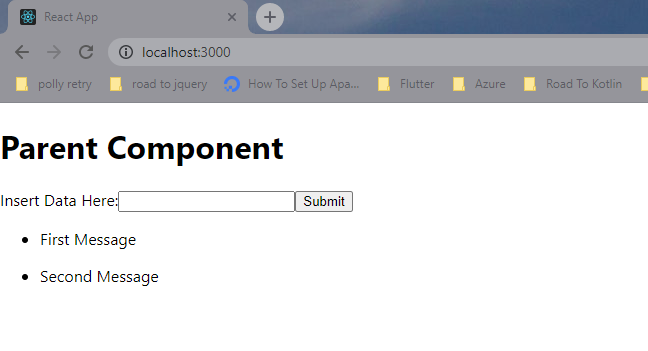 React App
localhost:3000
polly retry road to jquery How To Set Up Apa... Flutter Azure Road To Kotlin
Parent Component
Insert Data Here: Submit
First Message
Second Message